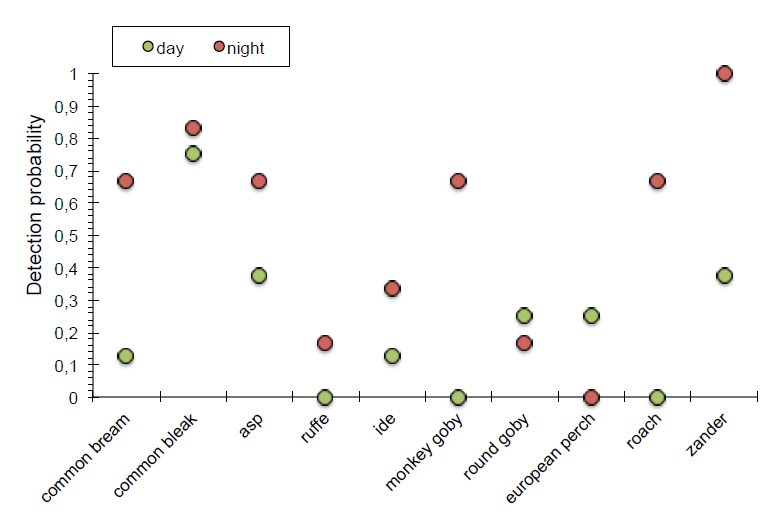 day night
Detection probability
1
0,9
0,8
0,7
0,6
0,5
0,4
0,3
0,2
0,1
0
common bream
common bleak
asp
ruffe
ide
monkey goby
round goby
european perch
roach
zander